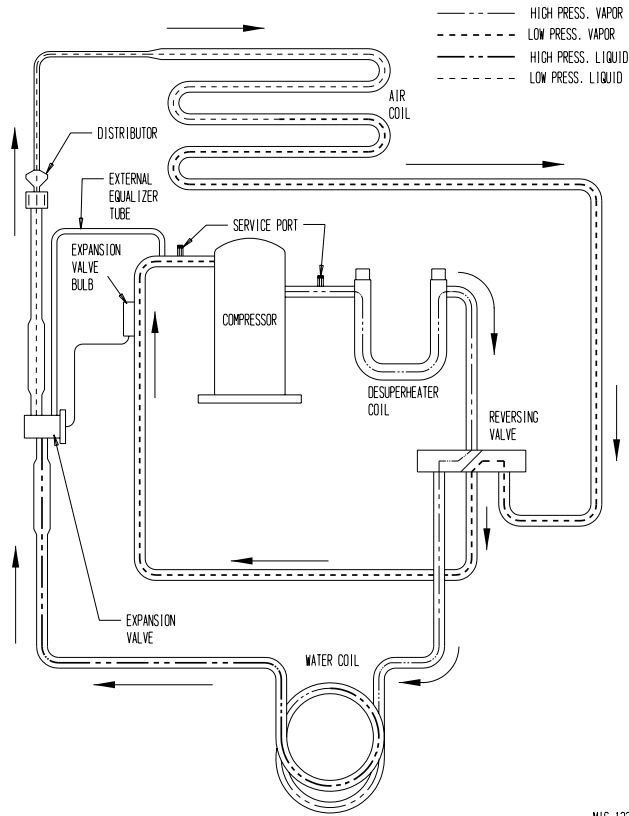 HIGH PRESS. VAPOR
LOW PRESS. VAPOR
HIGH PRESS. LIQUID
LOW PRESS. LIQUID
AIR
COIL
DISTRIBUTOR
EXTERNAL
EQUALIZER
TUBE
SERVICE PORT
EXPANSION
VALVE
BULB
COMPRESSOR
DESUPERHEATER
COIL
REVERSING
VALVE
EXPANSION
VALVE
WATER COIL